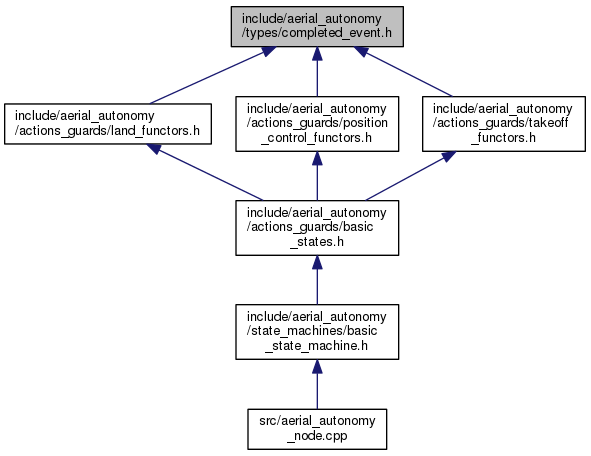 include/aerial_autonomy
/types/completed_event.h
include/aerial_autonomy
/actions_guards/land_functors.h
include/aerial_autonomy
/actions_guards/position
_control_functors.h
include/aerial_autonomy
/actions_guards/takeoff
_functors.h
include/aerial_autonomy
/actions_guards/basic
_states.h
include/aerial_autonomy
/state_machines/basic
_state_machine.h
src/aerial_autonomy
_node.cpp